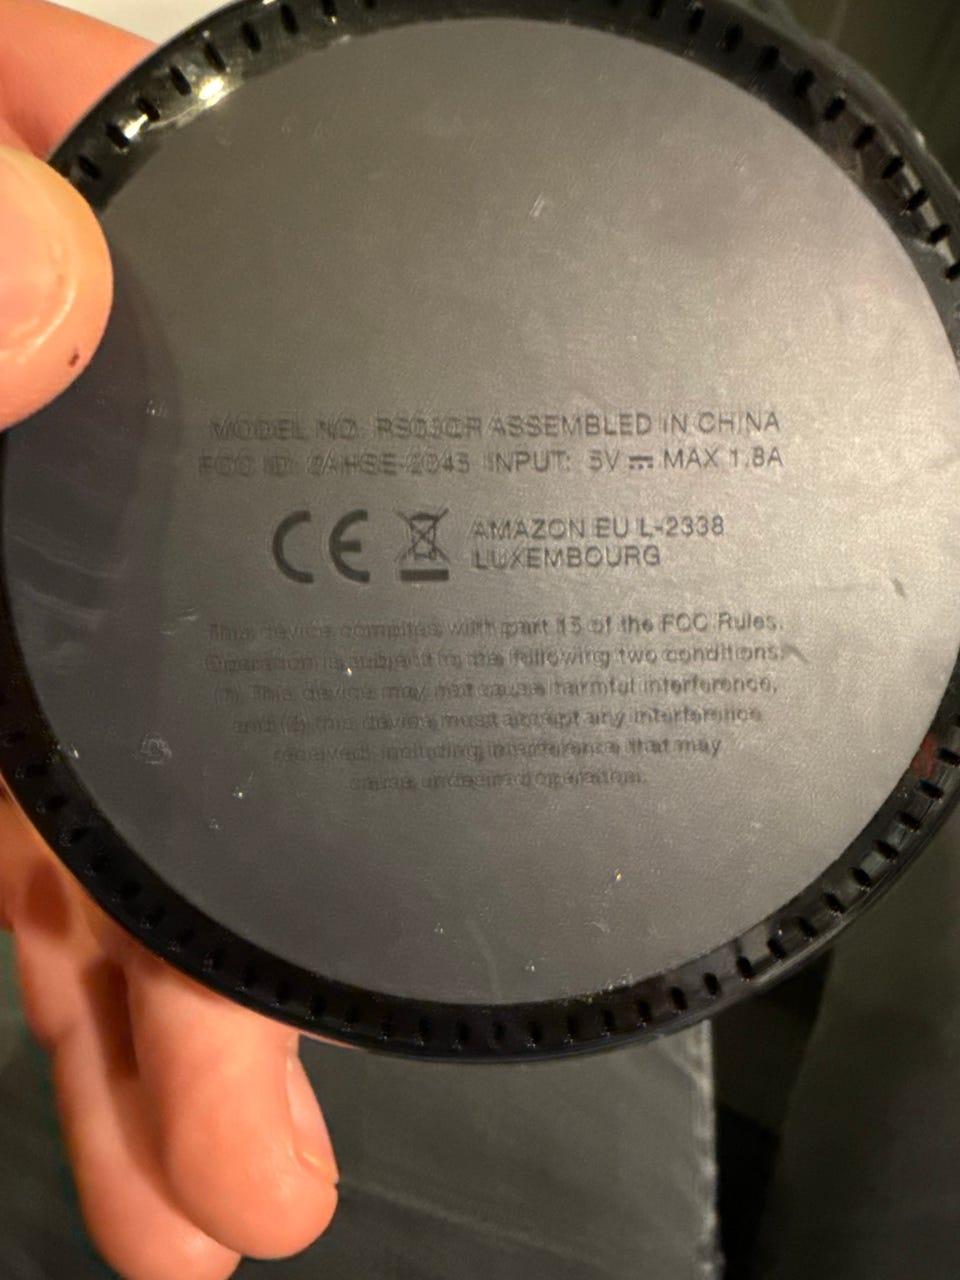 MODEL NO: RS03QR ASSEMBLED IN CHINA
FCC ID: 2AHSE-2045 INPUT: 5V⎓MAX 1.8A
CE AMAZON EU L-2338
LUXEMBOURG
This device complies with part 15 of the FCC Rules.
Operation is subject to the following two conditions:
(1) This device may not cause harmful interference,
and (2) this device must accept any interference
received, including interference that may
cause undesired operation.